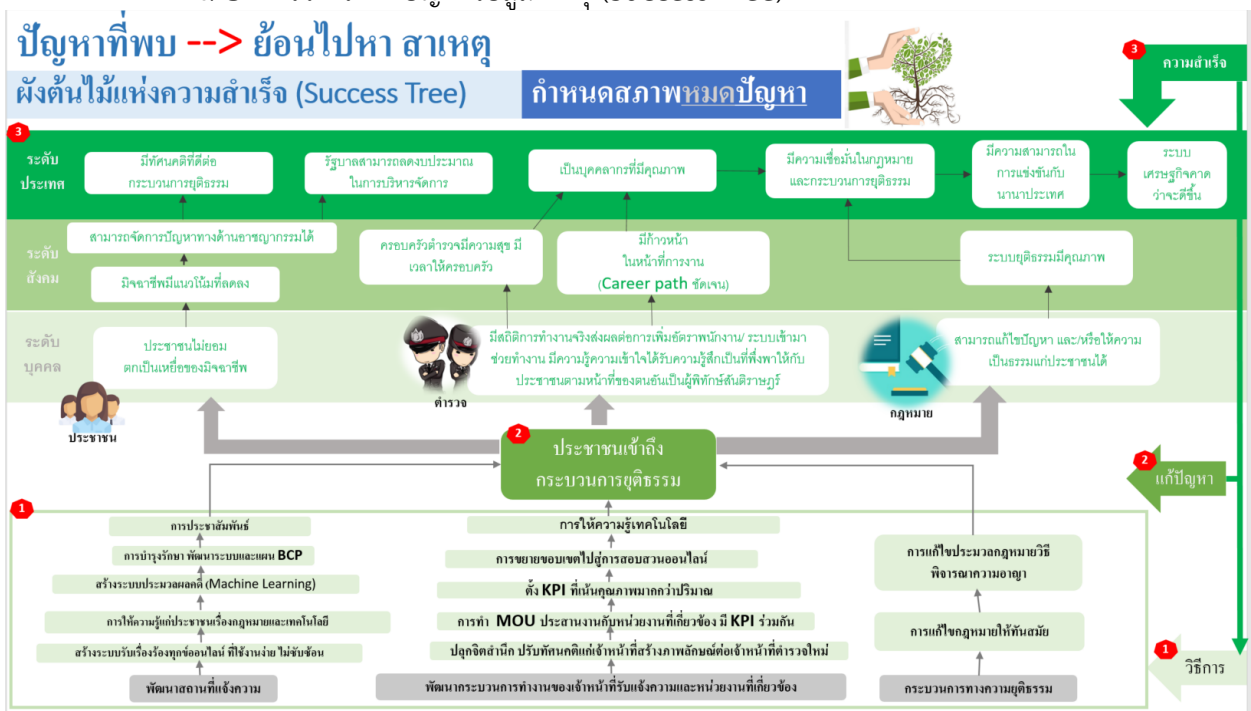 (Success Tree)
ปัญหาที่พบ --> ย้อนไปหา สาเหตุ
ผังต้นไม้แห่งความสำเร็จ (Success Tree)
กำหนดสภาพหมดปัญหา
3
ความสำเร็จ
3
ระดับ
ประเทศ
มีทัศนคติที่ดีต่อ
กระบวนการยุติธรรม
รัฐบาลสามารถลดงบประมาณ
ในการบริหารจัดการ
เป็นบุคคลากรที่มีคุณภาพ
มีความเชื่อมั่นในกฎหมาย
และกระบวนการยุติธรรม
มีความสามารถใน
การแข่งขันกับ
นานาประเทศ
ระบบ
เศรษฐกิจคาด
ว่าจะดีขึ้น
ระดับ
สังคม
สามารถจัดการปัญหาทางด้านอาชญากรรมได้
มิจฉาชีพมีแนวโน้มที่ลดลง
ครอบครัวตำรวจมีความสุข มี
เวลาให้ครอบครัว
มีก้าวหน้า
ในหน้าที่การงาน
(Career path ชัดเจน)
ระบบยุติธรรมมีคุณภาพ
ระดับ
บุคคล
ประชาชนไม่ยอม
ตกเป็นเหยื่อของมิจฉาชีพ
ประชาชน
ตำรวจ
มีสถิติการทำงานจริงส่งผลต่อการเพิ่มอัตราพนักงาน/ ระบบเข้ามา
ช่วยทำงาน มีความรู้ความเข้าใจได้รับความรู้สึกเป็นที่พึ่งพาให้กับ
ประชาชนตามหน้าที่ของตนอันเป็นผู้พิทักษ์สันติราษฎร์
กฎหมาย
สามารถแก้ไขปัญหา และ/หรือให้ความ
เป็นธรรมแก่ประชาชนได้
2
ประชาชนเข้าถึง
กระบวนการยุติธรรม
2
แก้ปัญหา
1
การประชาสัมพันธ์
การบำรุงรักษา พัฒนาระบบและแผน BCP
สร้างระบบประมวลผลคดี (Machine Learning)
การให้ความรู้แก่ประชาชนเรื่องกฎหมายและเทคโนโลยี
สร้างระบบรับเรื่องร้องทุกข์ออนไลน์ ที่ใช้งานง่าย ไม่ซับซ้อน
พัฒนาสถานที่แจ้งความ
การให้ความรู้เทคโนโลยี
การขยายขอบเขตไปสู่การสอบสวนออนไลน์
ตั้ง KPI ที่เน้นคุณภาพมากกว่าปริมาณ
การทำ MOU ประสานงานกับหน่วยงานที่เกี่ยวข้อง มี KPI ร่วมกัน
ปลุกจิตสำนึก ปรับทัศนคติแก่เจ้าหน้าที่สร้างภาพลักษณ์ต่อเจ้าหน้าที่ตำรวจใหม่
พัฒนากระบวนการทำงานของเจ้าหน้าที่รับแจ้งความและหน่วยงานที่เกี่ยวข้อง
การแก้ไขประมวลกฎหมายวิธี
พิจารณาความอาญา
การแก้ไขกฎหมายให้ทันสมัย
กระบวนการทางความยุติธรรม
1
วิธีการ